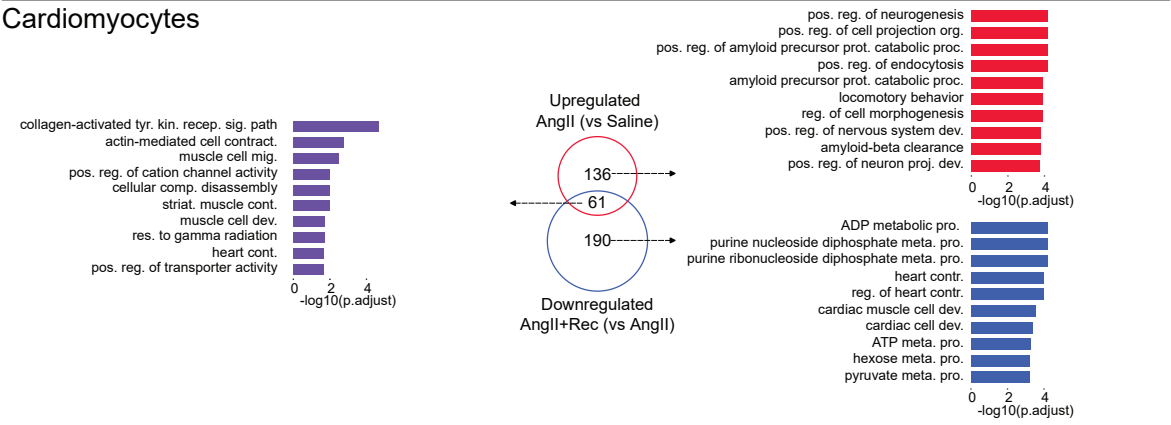 Cardiomyocytes
collagen-activated tyr. kin. recep. sig. path
actin-mediated cell contract.
muscle cell mig.
pos. reg. of cation channel activity
cellular comp. disassembly
striat. muscle cont.
muscle cell dev.
res. to gamma radiation
heart cont.
pos. reg. of transporter activity
0 2 4
-log10(p.adjust)
Upregulated
AngII (vs Saline)
136
61
190
Downregulated
AngII+Rec (vs AngII)
pos. reg. of neurogenesis
pos. reg. of cell projection org.
pos. reg. of amyloid precursor prot. catabolic proc.
pos. reg. of endocytosis
amyloid precursor prot. catabolic proc.
locomotory behavior
reg. of cell morphogenesis
pos. reg. of nervous system dev.
amyloid-beta clearance
pos. reg. of neuron proj. dev.
0 2 4
-log10(p.adjust)
ADP metabolic pro.
purine nucleoside diphosphate meta. pro.
purine ribonucleoside diphosphate meta. pro.
heart contr.
reg. of heart contr.
cardiac muscle cell dev.
cardiac cell dev.
ATP meta. pro.
hexose meta. pro.
pyruvate meta. pro.
0 2 4
-log10(p.adjust)